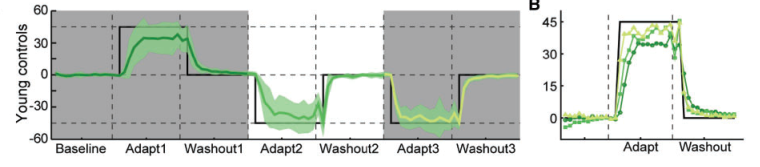 60
30
0
-30
-60
Young controls
Baseline Adapt1 Washout1 Adapt2 Washout2 Adapt3 Washout3
B
45
30
15
0
Adapt Washout